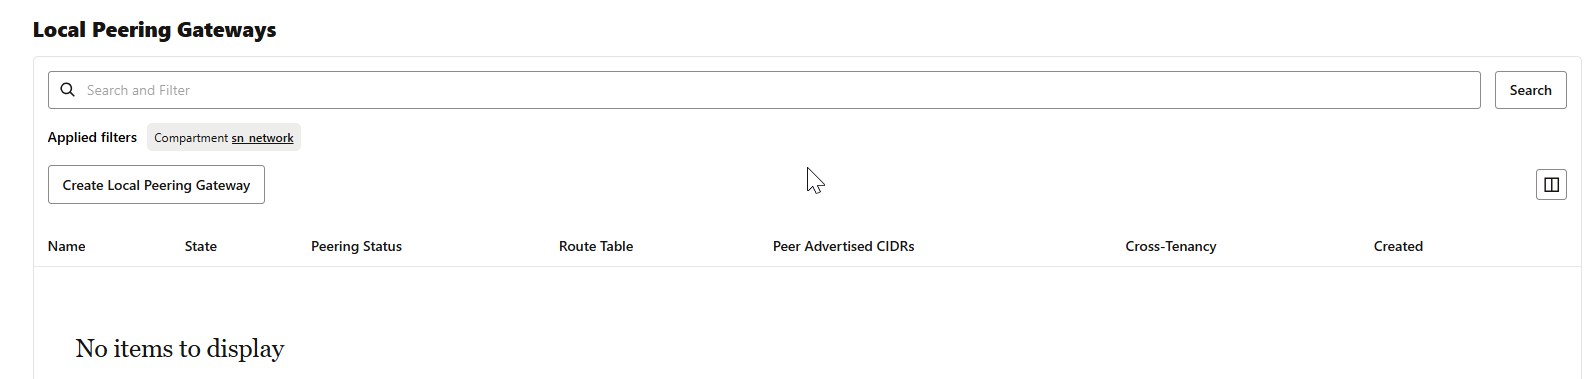 Local Peering Gateways
Search and Filter
Search
Applied filters
Compartment sn_network
Create Local Peering Gateway
Name State Peering Status Route Table Peer Advertised CIDRs Cross-Tenancy Created
No items to display